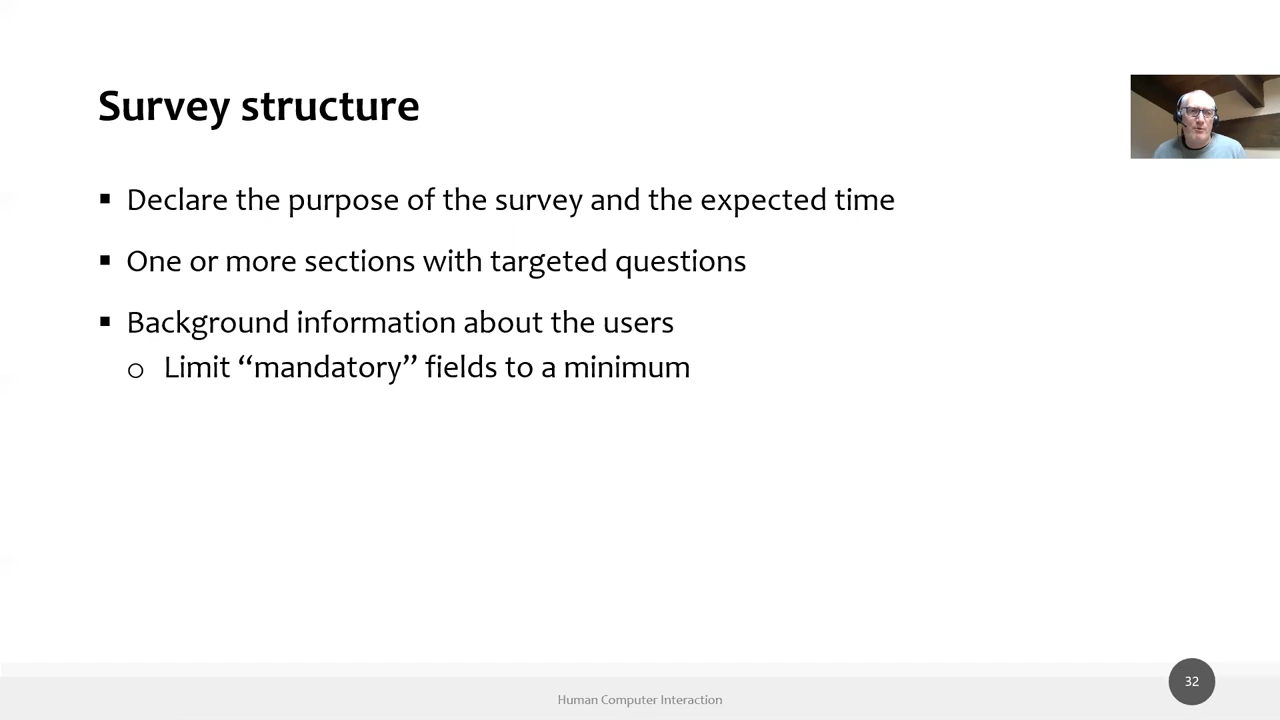 Survey structure
▪ Declare the purpose of the survey and the expected time
▪ One or more sections with targeted questions
▪ Background information about the users
o Limit “mandatory” fields to a minimum
Human Computer Interaction
32